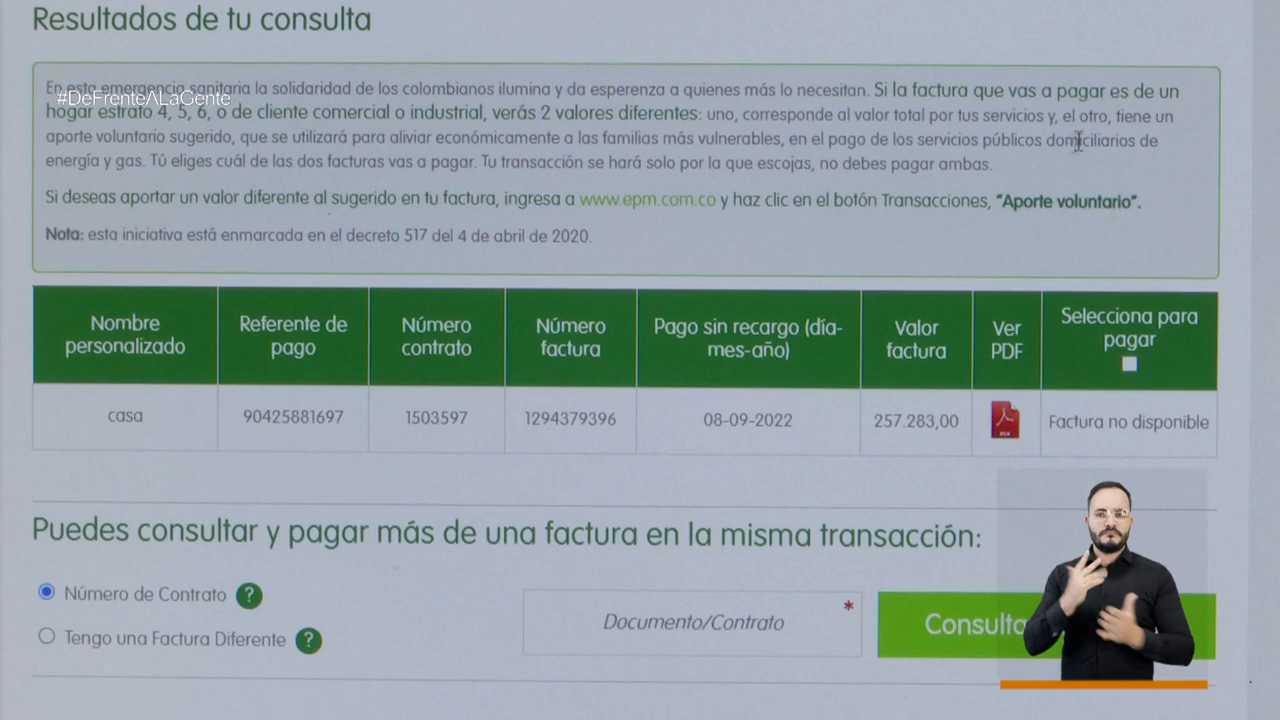 Resultados de tu consulta
En esta emergencia sanitaria la solidaridad de los colombianos ilumina y da esperanza a quienes más lo necesitan. Si la factura que vas a pagar es de un
#DeFrenteALaGente
hogar estrato 4, 5, 6, o de cliente comercial o industrial, verás 2 valores diferentes: uno, corresponde al valor total por tus servicios y, el otro, tiene un
aporte voluntario sugerido, que se utilizará para aliviar económicamente a las familias más vulnerables, en el pago de los servicios públicos domiciliarios de
energía y gas. Tú eliges cuál de las dos facturas vas a pagar. Tu transacción se hará solo por la que escojas, no debes pagar ambas.
Si deseas aportar un valor diferente al sugerido en tu factura, ingresa a www.epm.com.co y haz clic en el botón Transacciones, "Aporte voluntario".
Nota: esta iniciativa está enmarcada en el decreto 517 del 4 de abril de 2020.
Nombre personalizado
Referente de pago
Número contrato
Número factura
Pago sin recargo (día-mes-año)
Valor factura
Ver PDF
Selecciona para pagar
casa
90425881697
1503597
1294379396
08-09-2022
257.283,00
Factura no disponible
Puedes consultar y pagar más de una factura en la misma transacción:
Número de Contrato ?
Documento/Contrato *
Consulta
Tengo una Factura Diferente ?